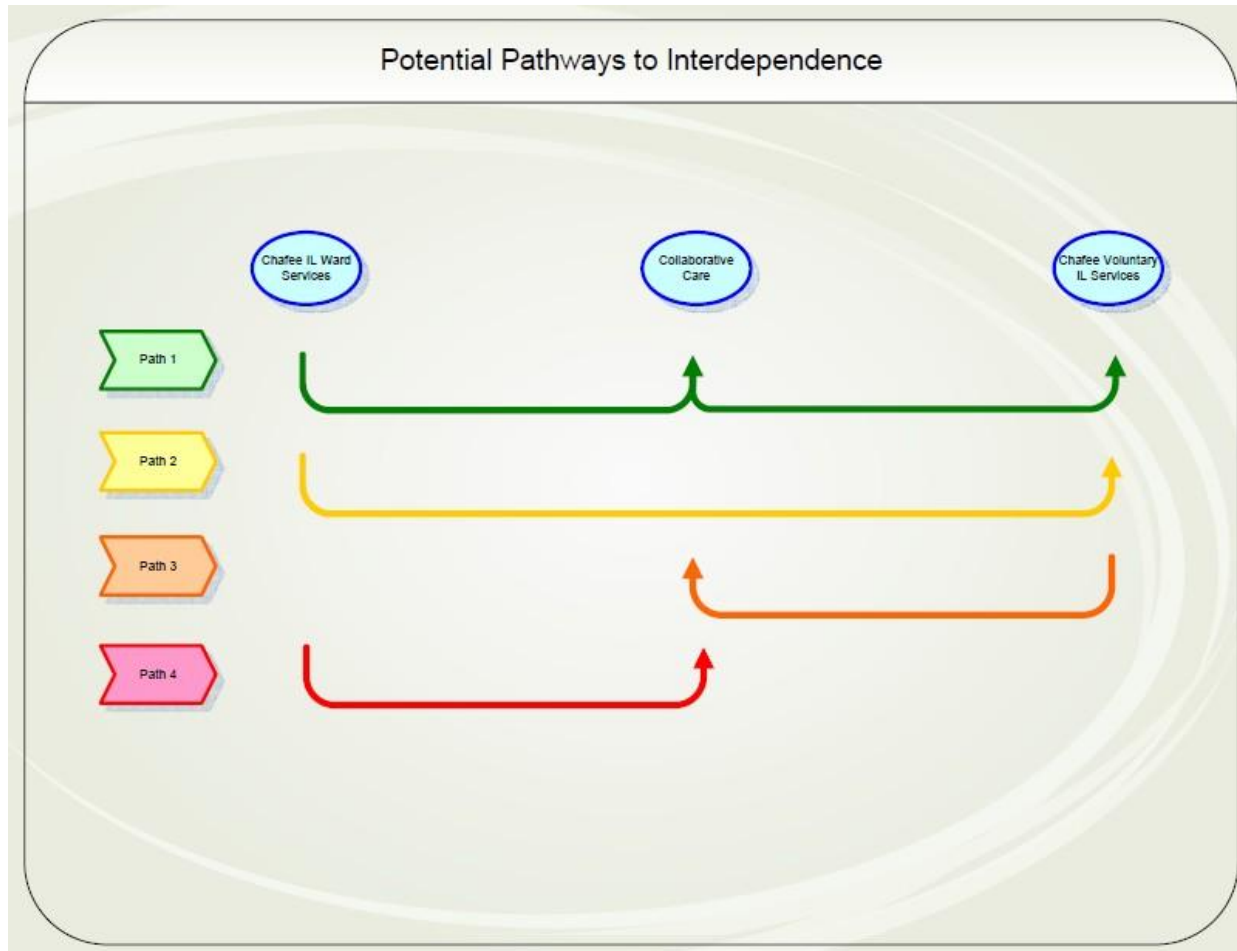 Potential Pathways to Interdependence
Chafee IL Ward
Services
Collaborative
Care
Chafee Voluntary
IL Services
Path 1
Path 2
Path 3
Path 4